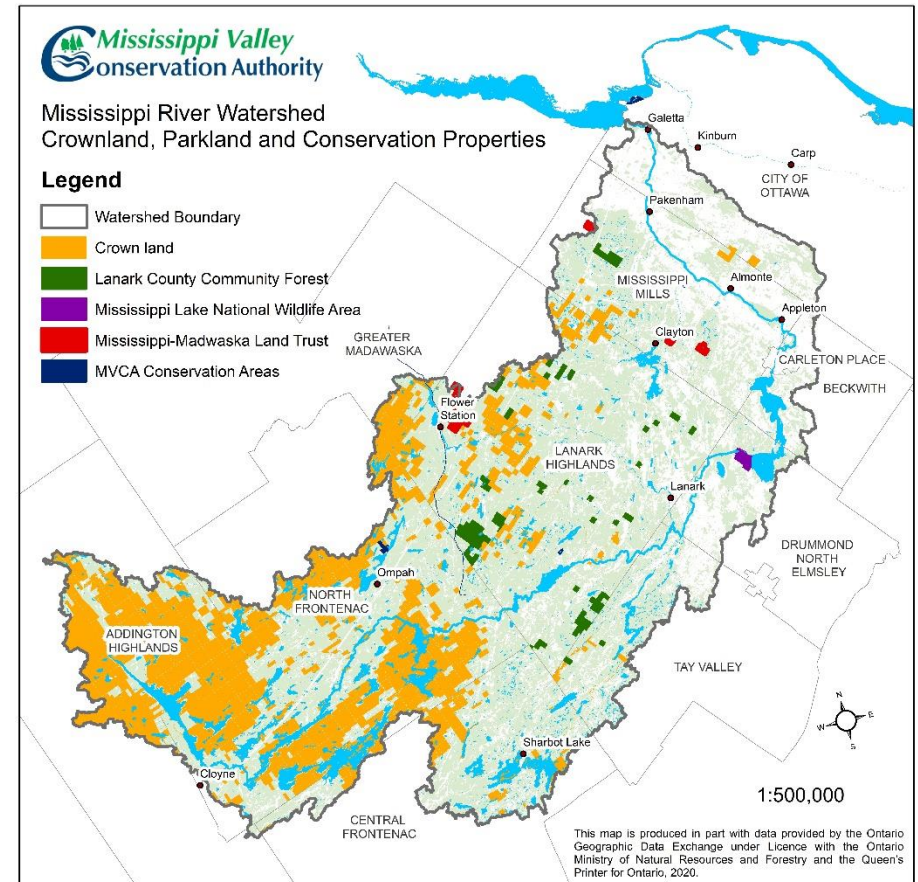 Mississippi Valley
Conservation Authority
Mississippi River Watershed
Crownland, Parkland and Conservation Properties
Legend
Watershed Boundary
Crown land
Lanark County Community Forest
Mississippi Lake National Wildlife Area
Mississippi-Madwaska Land Trust
MVCA Conservation Areas
Galetta
Kinburn
Carp
CITY OF
OTTAWA
Pakenham
MISSISSIPPI
MILLS
Almonte
Appleton
Clayton
CARLETON PLACE
BECKWITH
GREATER
MADAWASKA
Flower
Station
LANARK
HIGHLANDS
Lanark
DRUMMOND
NORTH
ELMSLEY
Ompah
NORTH
FRONTENAC
ADDINGTON
HIGHLANDS
TAY VALLEY
N
W
E
S
Sharbot Lake
Cloyne
CENTRAL
FRONTENAC
1:500,000
This map is produced in part with data provided by the Ontario
Geographic Data Exchange under Licence with the Ontario
Ministry of Natural Resources and Forestry and the Queen's
Printer for Ontario, 2020.